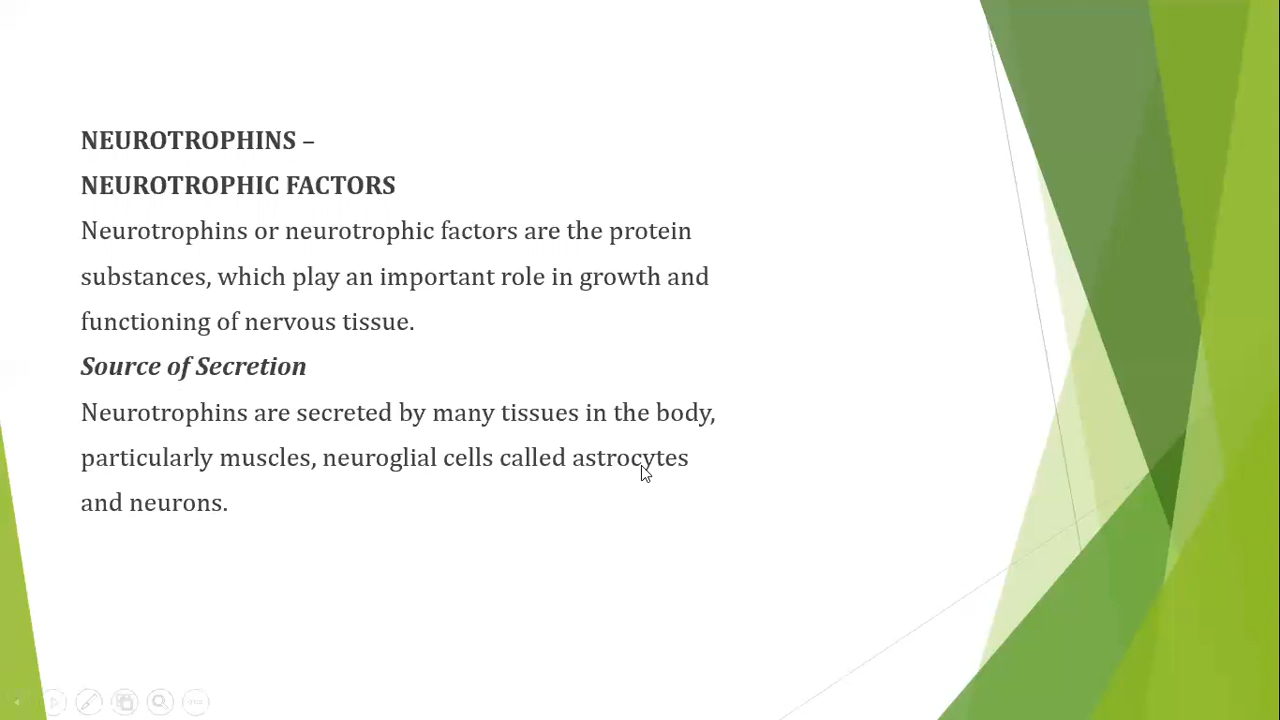 NEUROTROPHINS –
NEUROTROPHIC FACTORS
Neurotrophins or neurotrophic factors are the protein
substances, which play an important role in growth and
functioning of nervous tissue.
Source of Secretion
Neurotrophins are secreted by many tissues in the body,
particularly muscles, neuroglial cells called astrocytes
and neurons.